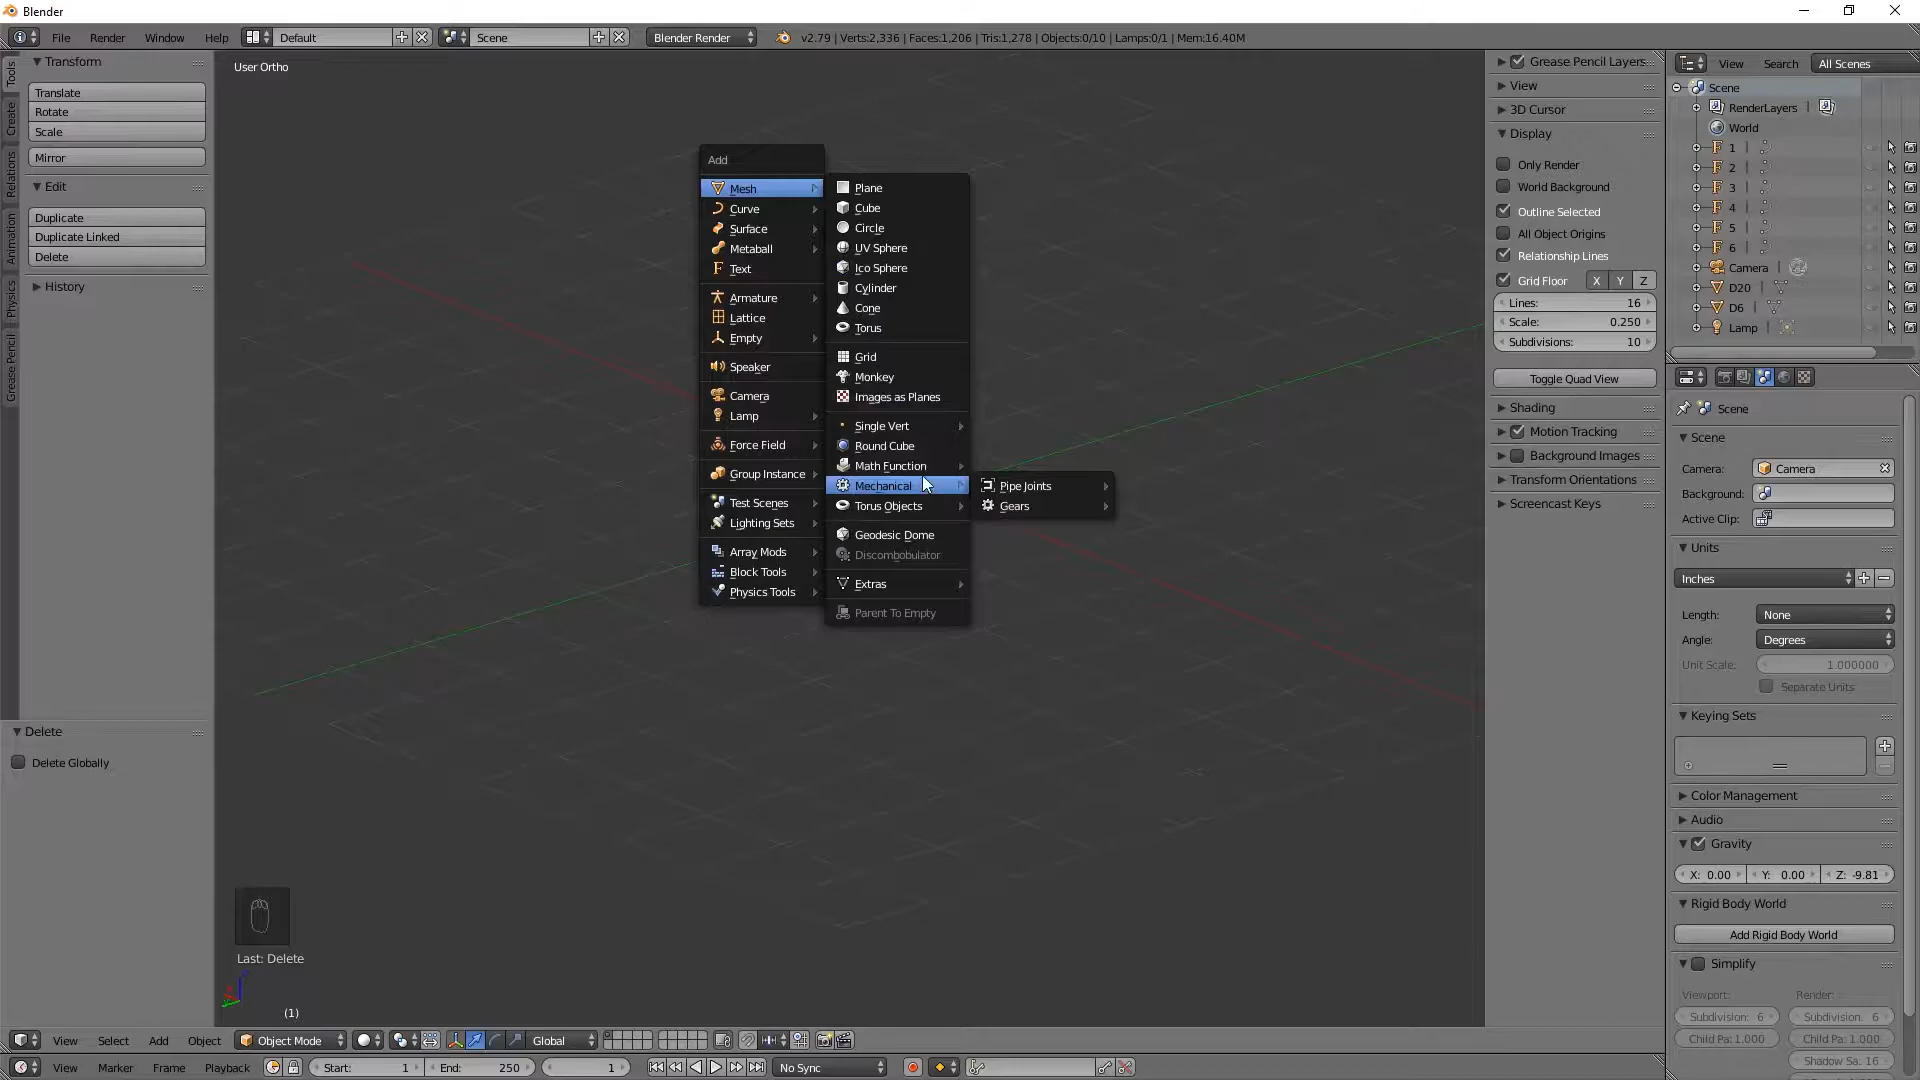 Blender
File Render Window Help Default Scene Blender Render v2.79 | Verts:2,336 | Faces:1,206 | Tris:1,278 | Objects:0/10 | Lamps:0/1 | Mem:16.40M
Tools
Create
Relations
Animation
Physics
Grease Pencil
Transform
Translate
Rotate
Scale
Mirror
Edit
Duplicate
Duplicate Linked
Delete
History
Delete
Delete Globally
User Ortho
Add
Mesh
Curve
Surface
Metaball
Text
Armature
Lattice
Empty
Speaker
Camera
Lamp
Force Field
Group Instance
Test Scenes
Lighting Sets
Array Mods
Block Tools
Physics Tools
Plane
Cube
Circle
UV Sphere
Ico Sphere
Cylinder
Cone
Torus
Grid
Monkey
Images as Planes
Single Vert
Round Cube
Math Function
Mechanical
Torus Objects
Geodesic Dome
Discombobulator
Extras
Parent To Empty
Pipe Joints
Gears
Last: Delete
(1)
Grease Pencil Layers
View
3D Cursor
Display
Only Render
World Background
Outline Selected
All Object Origins
Relationship Lines
Grid Floor X Y Z
Lines: 16
Scale: 0.250
Subdivisions: 10
Toggle Quad View
Shading
Motion Tracking
Background Images
Transform Orientations
Screencast Keys
View Search All Scenes
Scene
RenderLayers
World
1
2
3
4
5
6
Camera
D20
D6
Lamp
Scene
Scene
Camera: Camera
Background:
Active Clip:
Units
Inches
Length: None
Angle: Degrees
Unit Scale: 1.000000
Separate Units
Keying Sets
Color Management
Audio
Gravity
X: 0.00 Y: 0.00 Z: -9.81
Rigid Body World
Add Rigid Body World
Simplify
Viewport: Render:
Subdivision: 6 Subdivision: 6
Child Pa: 1.000 Child Pa: 1.000
Shadow Sa: 16
View Select Add Object Object Mode Global
View Marker Frame Playback Start: 1 End: 250 1 No Sync